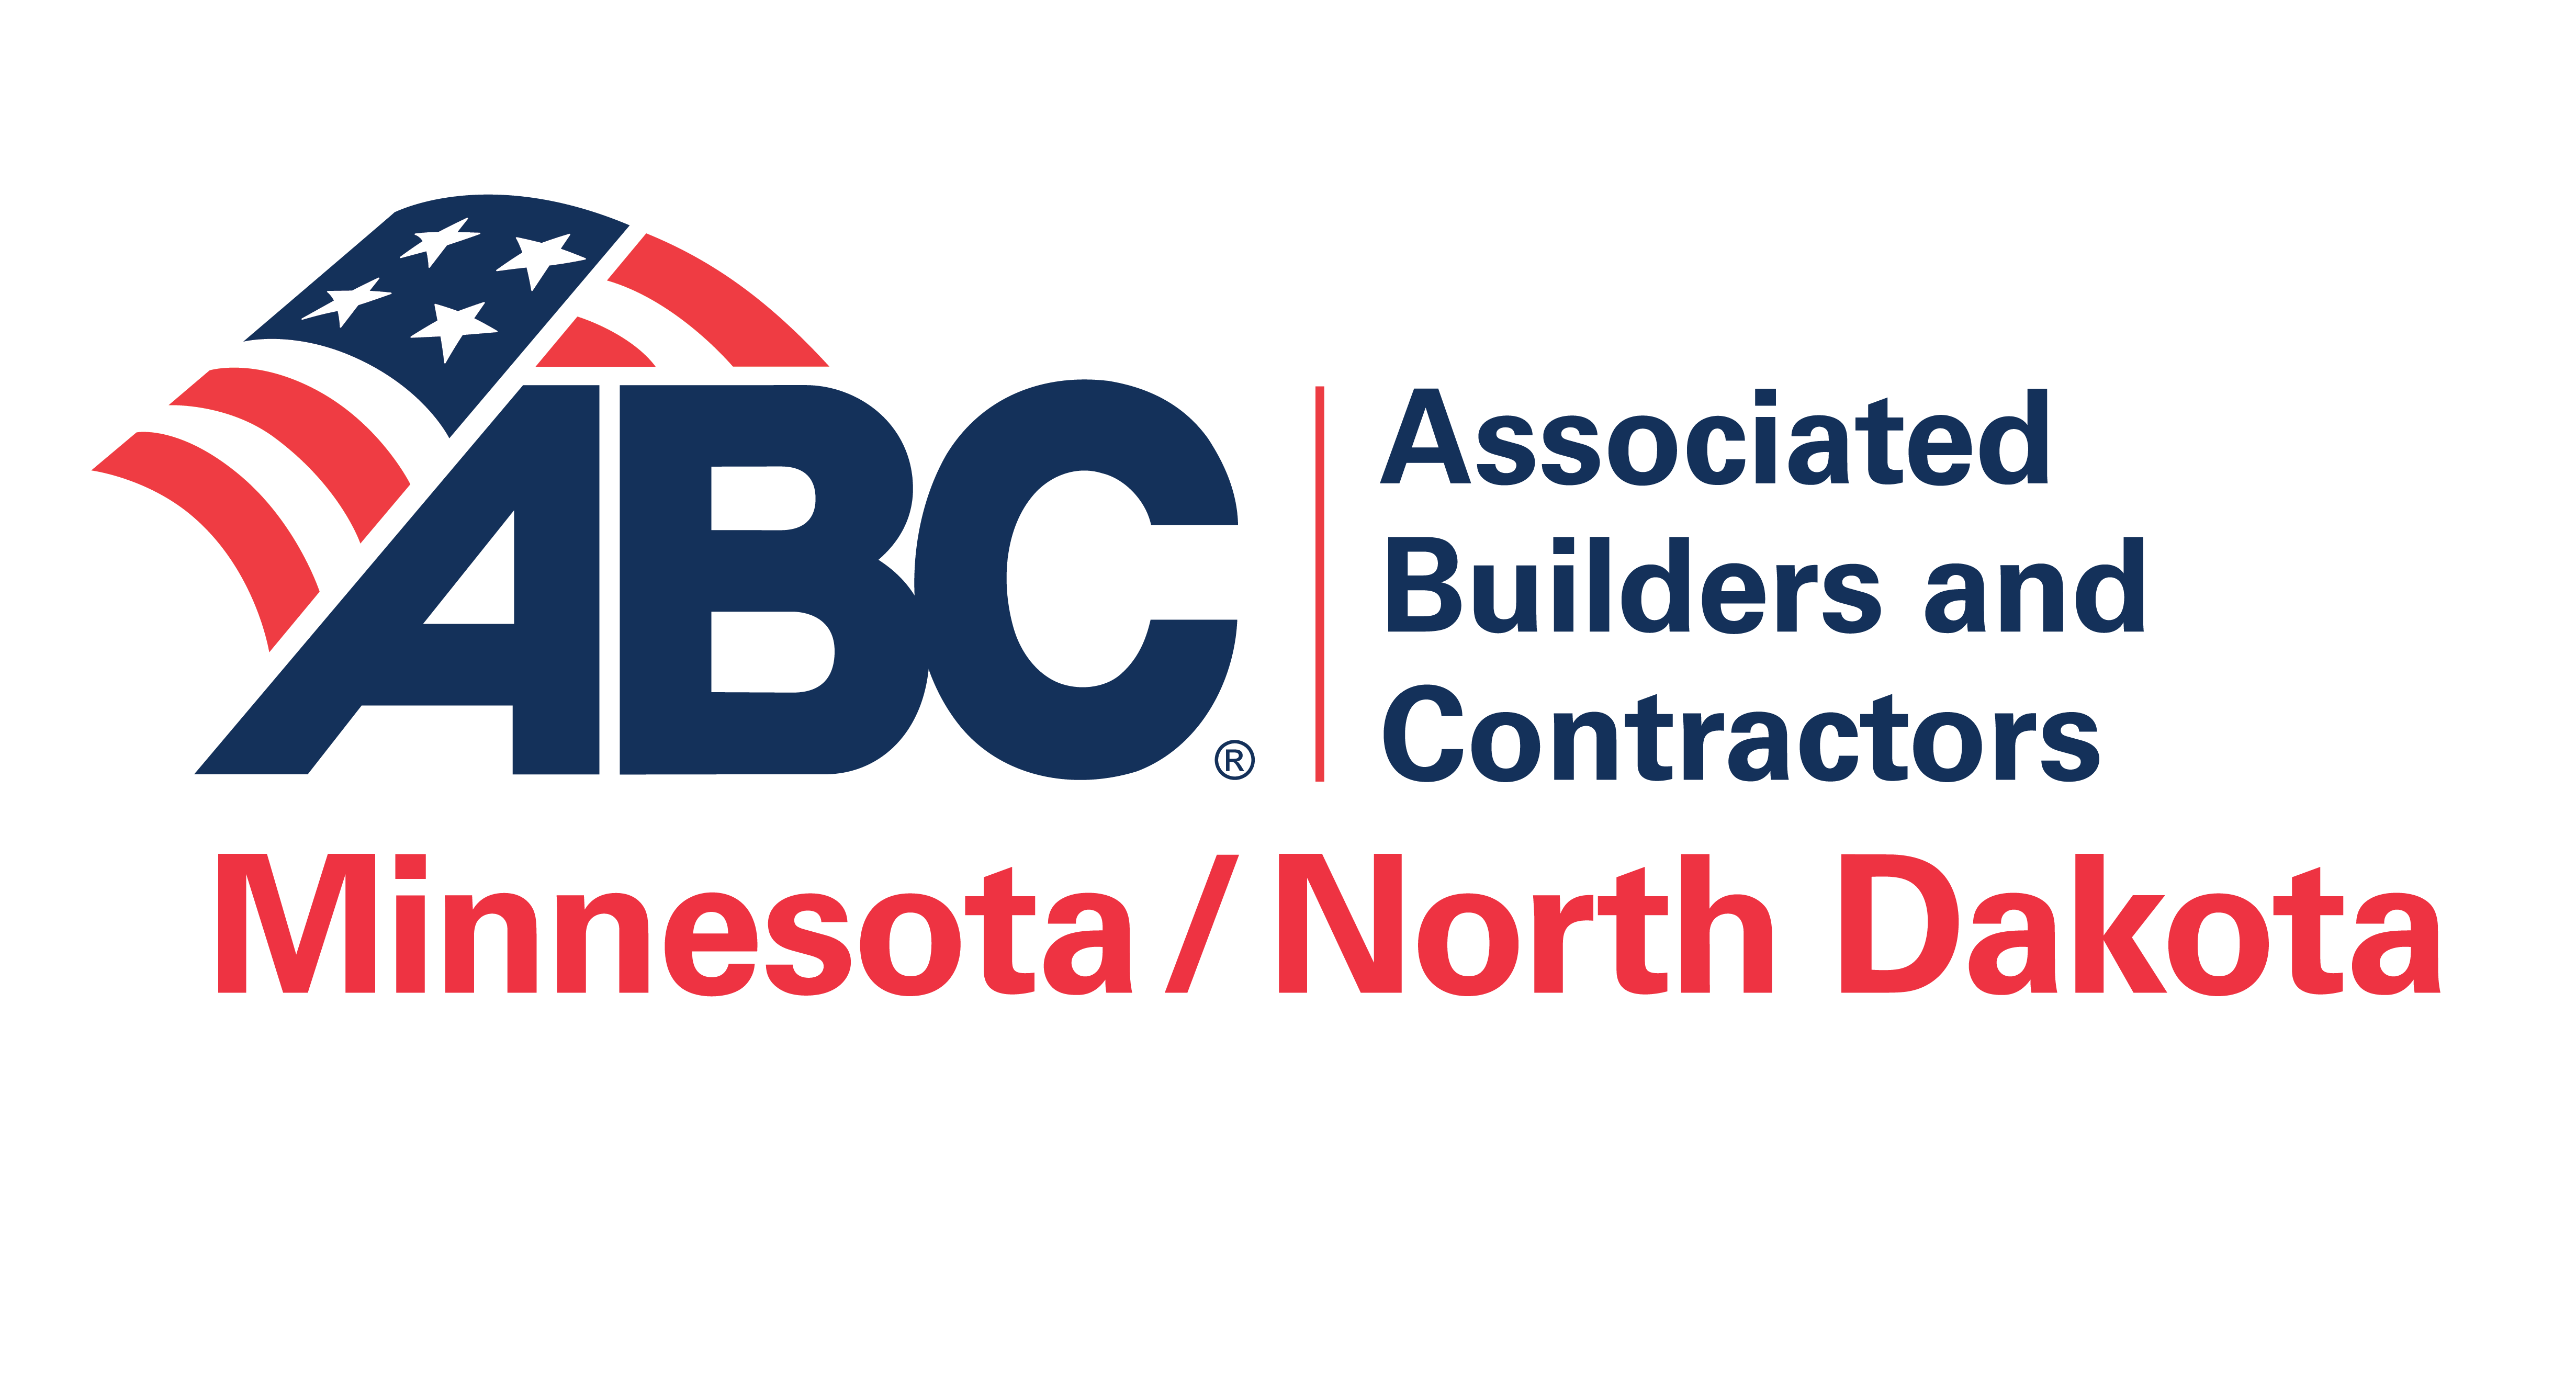 ABC®
Associated
Builders and
Contractors
Minnesota / North Dakota